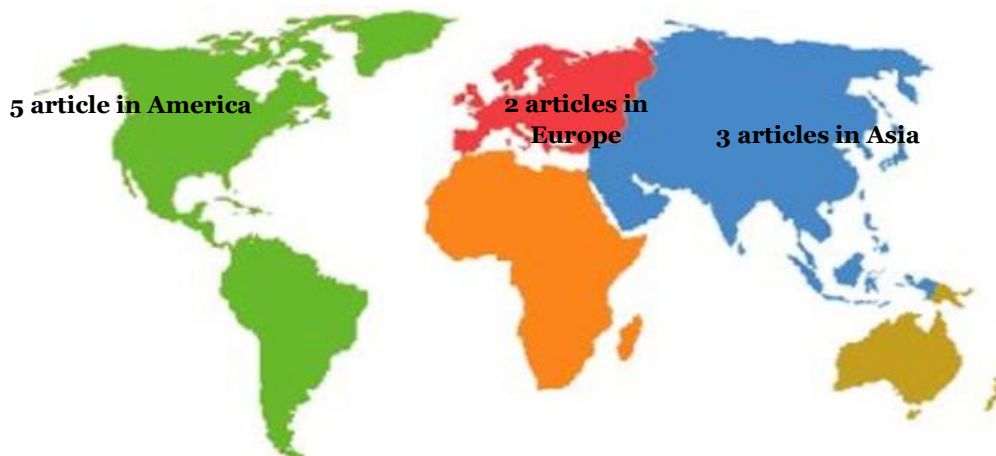 5 article in America
2 articles in
Europe
3 articles in Asia